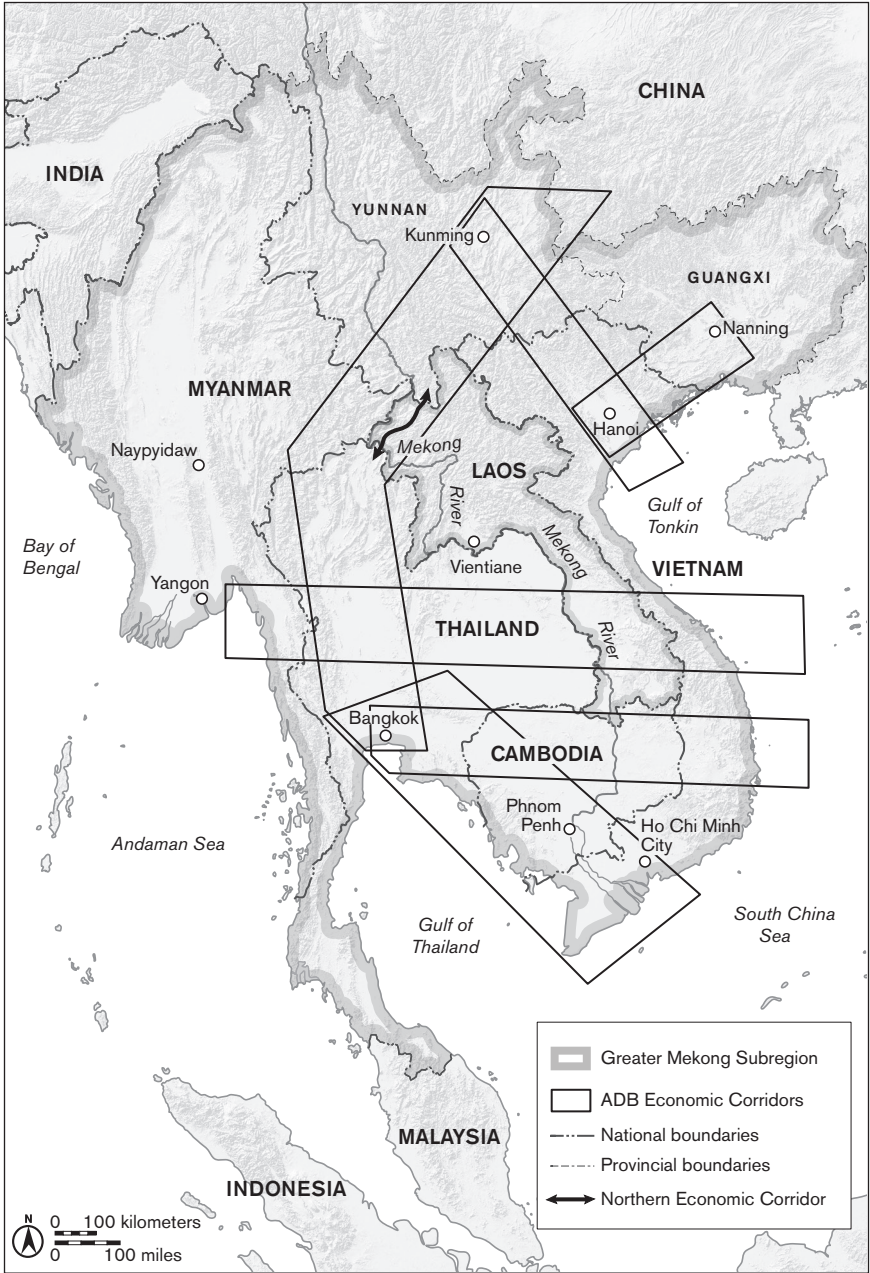 CHINA
INDIA
YUNNAN
Kunming
GUANGXI
Nanning
MYANMAR
Hanoi
Mekong
Naypyidaw
LAOS
River
Gulf of
Tonkin
Bay of
Bengal
Mekong
Vientiane
VIETNAM
Yangon
THAILAND
River
Bangkok
CAMBODIA
Phnom
Penh
Ho Chi Minh
City
Andaman Sea
Gulf of
Thailand
South China
Sea
Greater Mekong Subregion
ADB Economic Corridors
National boundaries
Provincial boundaries
Northern Economic Corridor
MALAYSIA
INDONESIA
N
0 100 kilometers
0 100 miles